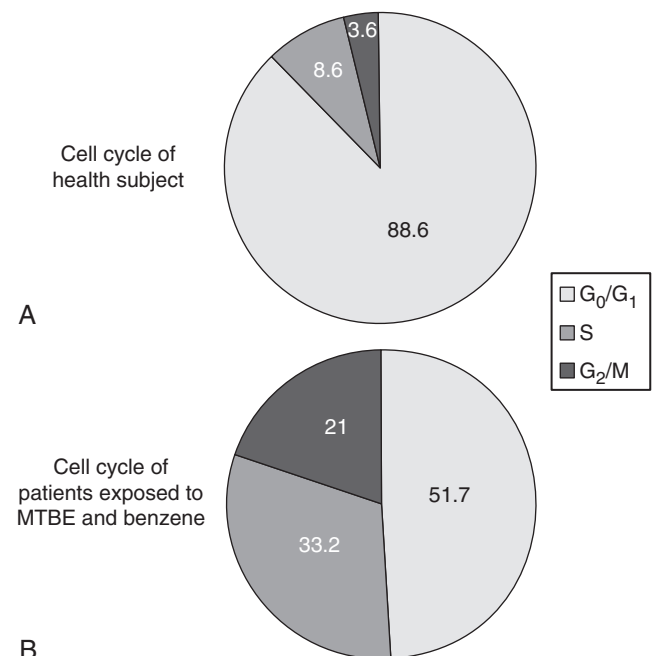 3.6
8.6
Cell cycle of
health subject
88.6
A
G₀/G₁
S
G₂/M
21
Cell cycle of
patients exposed to
MTBE and benzene
51.7
33.2
B